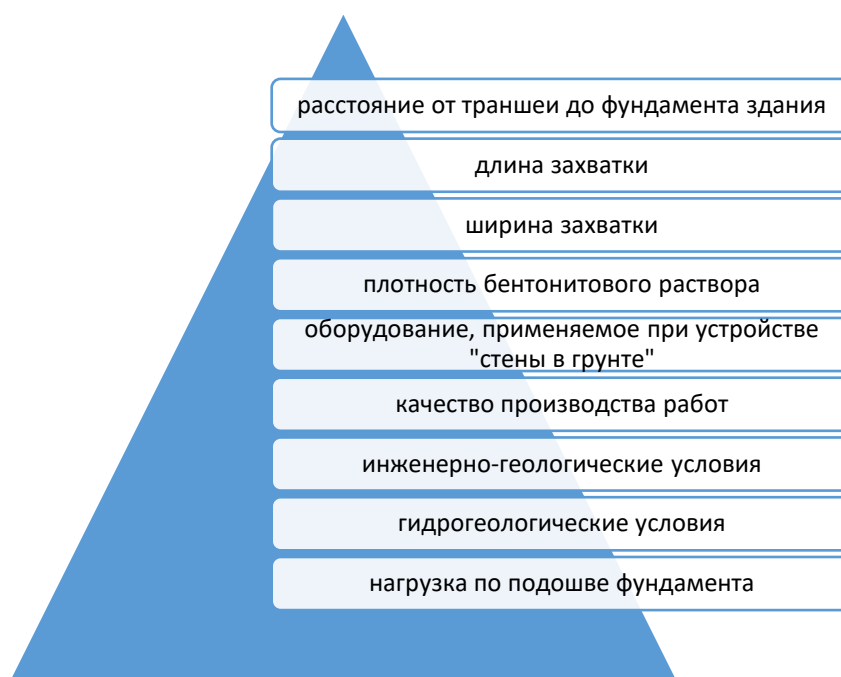 расстояние от траншеи до фундамента здания
длина захватки
ширина захватки
плотность бентонитового раствора
оборудование, применяемое при устройстве
"стены в грунте"
качество производства работ
инженерно-геологические условия
гидрогеологические условия
нагрузка по подошве фундамента